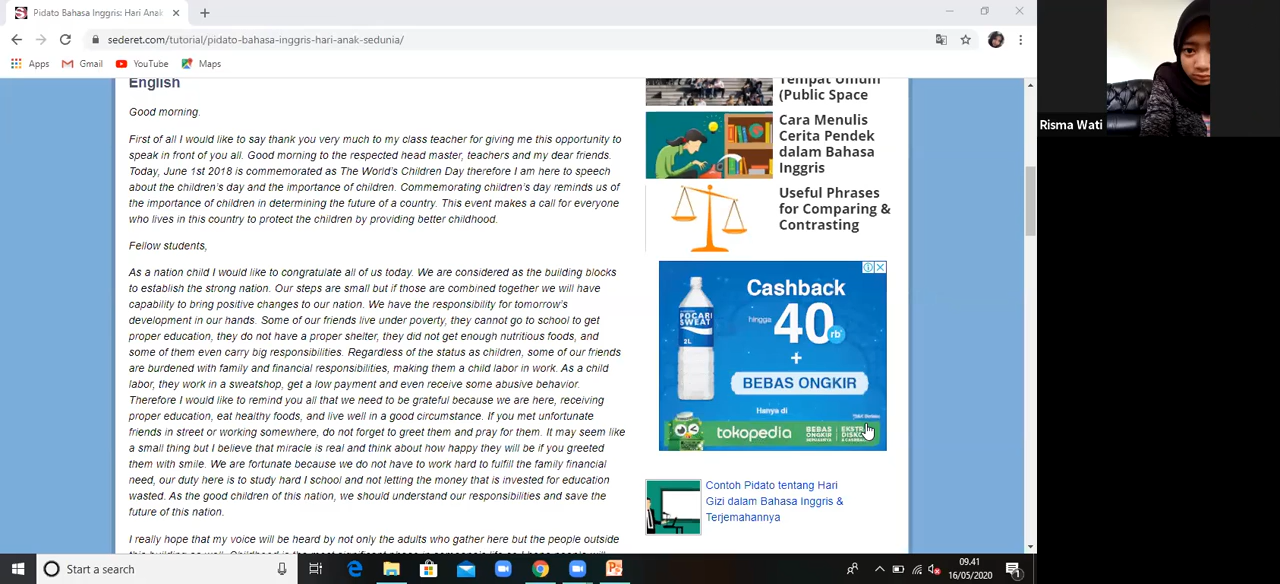 Pidato Bahasa Inggris: Hari Anak
sederet.com/tutorial/pidato-bahasa-inggris-hari-anak-sedunia/
Apps Gmail YouTube Maps
English
Good morning.
First of all I would like to say thank you very much to my class teacher for giving me this opportunity to
speak in front of you all. Good morning to the respected head master, teachers and my dear friends.
Today, June 1st 2018 is commemorated as The World's Children Day therefore I am here to speech
about the children's day and the importance of children. Commemorating children's day reminds us of
the importance of children in determining the future of a country. This event makes a call for everyone
who lives in this country to protect the children by providing better childhood.
Fellow students,
As a nation child I would like to congratulate all of us today. We are considered as the building blocks
to establish the strong nation. Our steps are small but if those are combined together we will have
capability to bring positive changes to our nation. We have the responsibility for tomorrow's
development in our hands. Some of our friends live under poverty, they cannot go to school to get
proper education, they do not have a proper shelter, they did not get enough nutritious foods, and
some of them even carry big responsibilities. Regardless of the status as children, some of our friends
are burdened with family and financial responsibilities, making them a child labor in work. As a child
labor, they work in a sweatshop, get a low payment and even receive some abusive behavior.
Therefore I would like to remind you all that we need to be grateful because we are here, receiving
proper education, eat healthy foods, and live well in a good circumstance. If you met unfortunate
friends in street or working somewhere, do not forget to greet them and pray for them. It may seem like
a small thing but I believe that miracle is real and think about how happy they will be if you greeted
them with smile. We are fortunate because we do not have to work hard to fulfill the family financial
need, our duty here is to study hard I school and not letting the money that is invested for education
wasted. As the good children of this nation, we should understand our responsibilities and save the
future of this nation.
I really hope that my voice will be heard by not only the adults who gather here but the people outside
Tempat Umum
(Public Space
Cara Menulis
Cerita Pendek
dalam Bahasa
Inggris
Useful Phrases
for Comparing &
Contrasting
Cashback
hingga 40 rb
+
BEBAS ONGKIR
POCARI
SWEAT
2L
Hanya di
tokopedia BEBAS ONGKIR
Contoh Pidato tentang Hari
Gizi dalam Bahasa Inggris &
Terjemahannya
Risma Wati
Start a search
09.41
16/05/2020